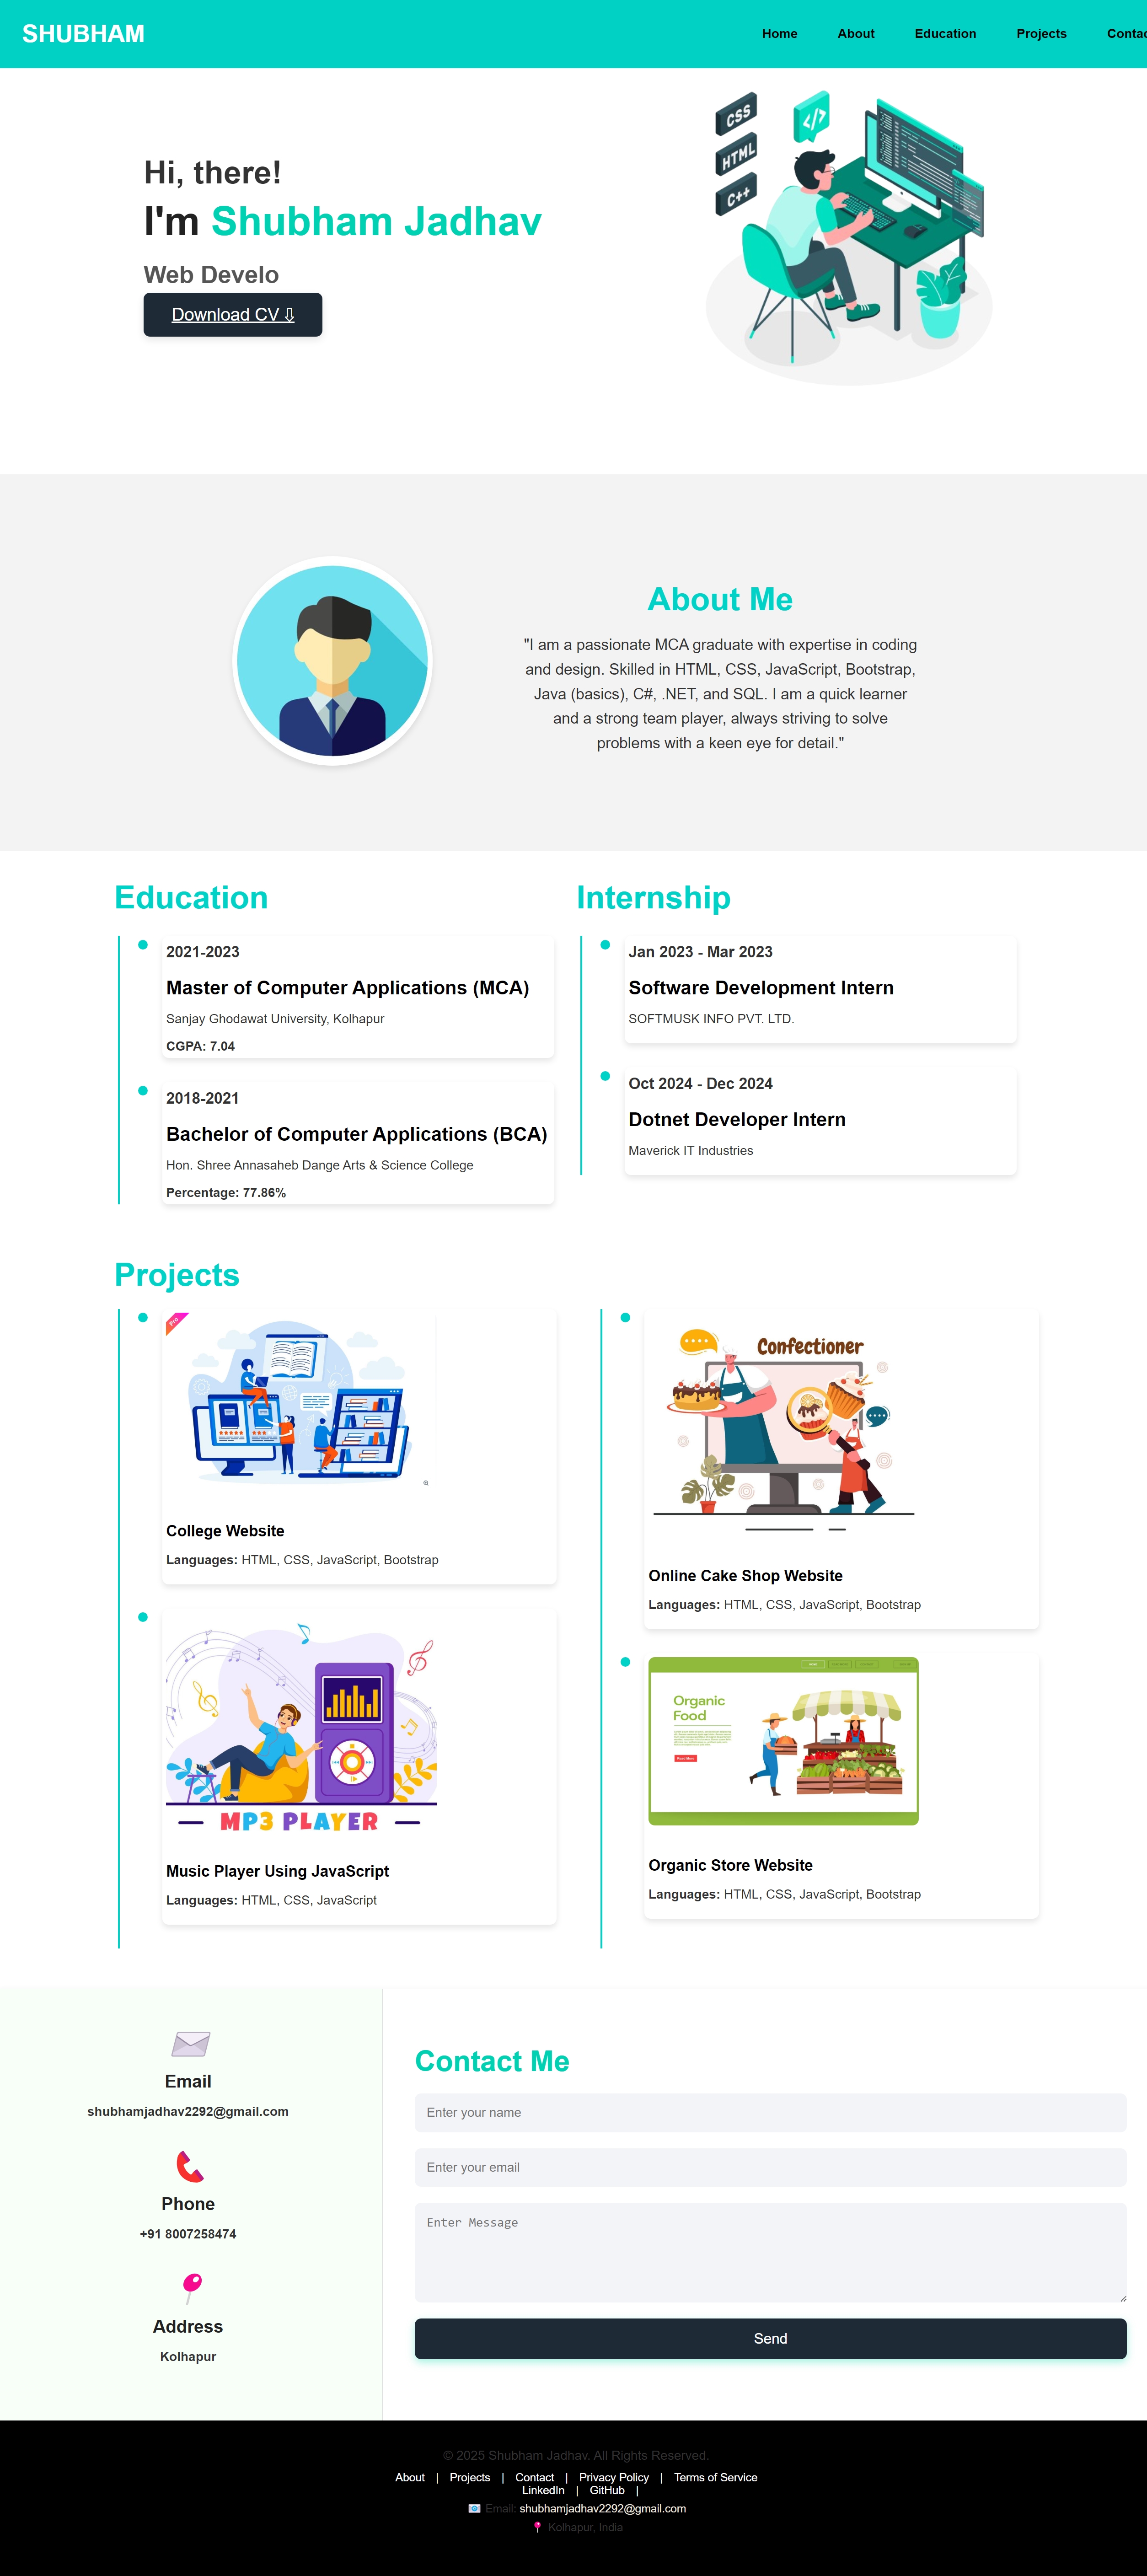 SHUBHAM
Home About Education Projects Contac
CSS
</>
HTML
C++
Hi, there!
I'm Shubham Jadhav
Web Develo
Download CV ⇩
About Me
"I am a passionate MCA graduate with expertise in coding
and design. Skilled in HTML, CSS, JavaScript, Bootstrap,
Java (basics), C#, .NET, and SQL. I am a quick learner
and a strong team player, always striving to solve
problems with a keen eye for detail."
Education
2021-2023
Master of Computer Applications (MCA)
Sanjay Ghodawat University, Kolhapur
CGPA: 7.04
2018-2021
Bachelor of Computer Applications (BCA)
Hon. Shree Annasaheb Dange Arts & Science College
Percentage: 77.86%
Internship
Jan 2023 - Mar 2023
Software Development Intern
SOFTMUSK INFO PVT. LTD.
Oct 2024 - Dec 2024
Dotnet Developer Intern
Maverick IT Industries
Projects
Pro
College Website
Languages: HTML, CSS, JavaScript, Bootstrap
MP3 PLAYER
Music Player Using JavaScript
Languages: HTML, CSS, JavaScript
Confectioner
Online Cake Shop Website
Languages: HTML, CSS, JavaScript, Bootstrap
Organic
Food
Read More
Organic Store Website
Languages: HTML, CSS, JavaScript, Bootstrap
Email
shubhamjadhav2292@gmail.com
Phone
+91 8007258474
Address
Kolhapur
Contact Me
Enter your name
Enter your email
Enter Message
Send
© 2025 Shubham Jadhav. All Rights Reserved.
About | Projects | Contact | Privacy Policy | Terms of Service
LinkedIn | GitHub |
📧 Email: shubhamjadhav2292@gmail.com
📍 Kolhapur, India